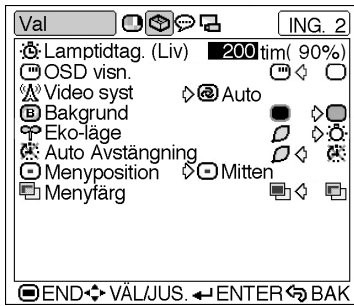 Val ING. 2
Lamptidtag. (Liv) 200 tim( 90%)
OSD visn.
Video syst Auto
B Bakgrund
Eko-läge
Auto Avstängning
Menyposition Mitten
Menyfärg
END VÄL/JUS. ENTER BAK